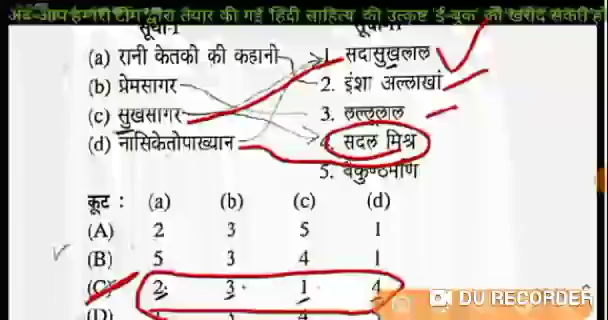 अब आप हमारी टीम द्वारा तैयार की गई हिंदी साहित्य की उत्कृष्ट ई-बुक को खरीद सकते हो
सूची-I सूची-II
(a) रानी केतकी की कहानी 1. सदासुखलाल
(b) प्रेमसागर 2. इंशा अल्लाखां
(c) सुखसागर 3. लल्लूलाल
(d) नासिकेतोपाख्यान 4. सदल मिश्र
5. वैकुण्ठमणि
कूट : (a) (b) (c) (d)
(A) 2 3 5 1
(B) 5 3 4 1
(C) 2 3 1 4
(D) 4
DU RECORDER